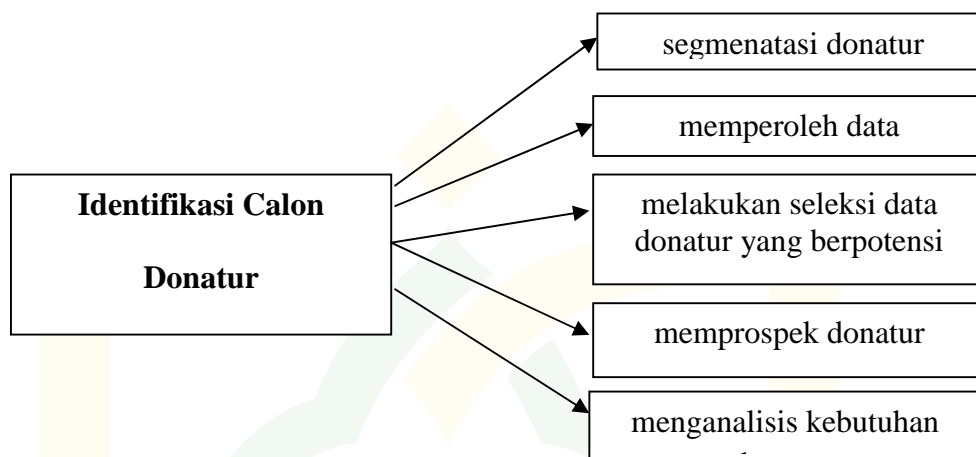 segmenatasi donatur
memperoleh data
Identifikasi Calon
Donatur
melakukan seleksi data
donatur yang berpotensi
memprospek donatur
menganalisis kebutuhan